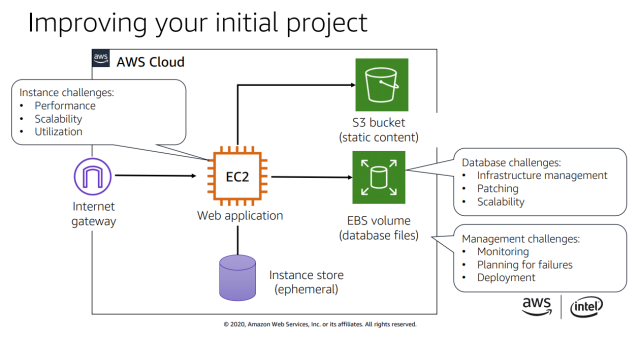 Improving your initial project
aws
AWS Cloud
Instance challenges:
• Performance
• Scalability
• Utilization
S3 bucket
(static content)
EC2
Internet
gateway
Web application
EBS volume
(database files)
Database challenges:
• Infrastructure management
• Patching
• Scalability
Instance store
(ephemeral)
Management challenges:
• Monitoring
• Planning for failures
• Deployment
aws
intel
© 2020, Amazon Web Services, Inc. or its affiliates. All rights reserved.